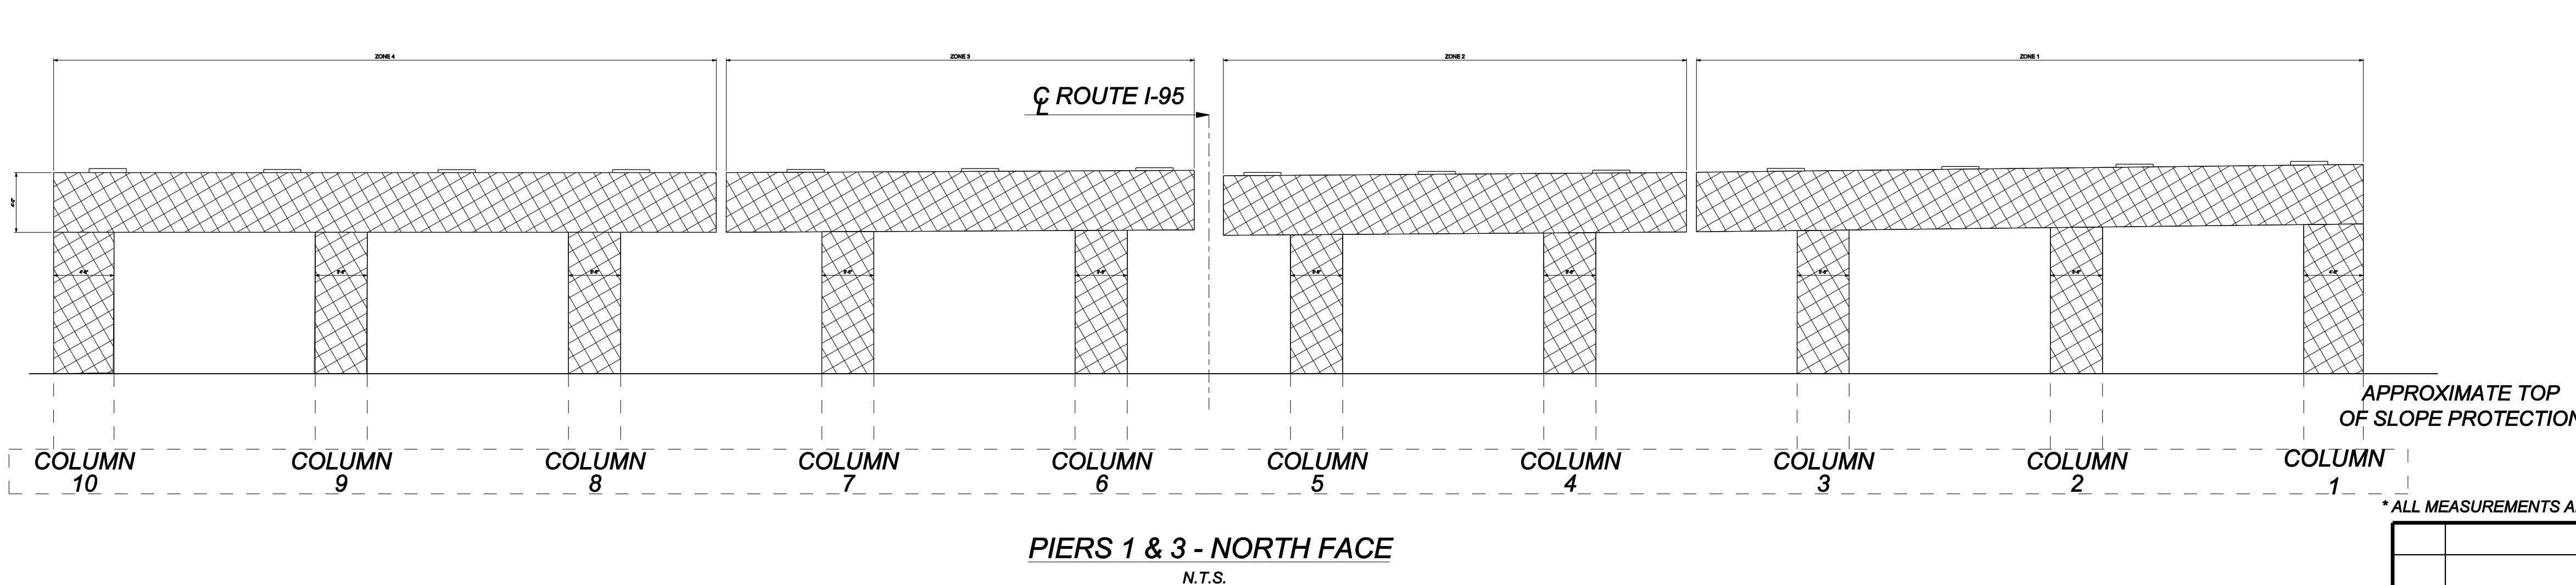 ZONE 4
ZONE 3
ZONE 2
ZONE 1
CL ROUTE I-95
APPROXIMATE TOP
OF SLOPE PROTECTION
COLUMN
10
COLUMN
9
COLUMN
8
COLUMN
7
COLUMN
6
COLUMN
5
COLUMN
4
COLUMN
3
COLUMN
2
COLUMN
1
* ALL MEASUREMENTS
PIERS 1 & 3 - NORTH FACE
N.T.S.